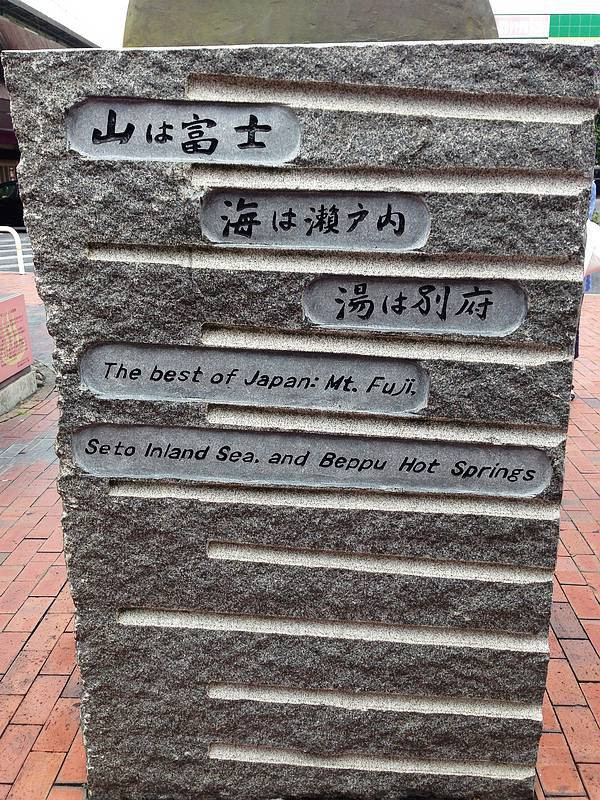 山は富士
海は瀬戸内
湯は別府
The best of Japan: Mt. Fuji,
Seto Inland Sea, and Beppu Hot Springs